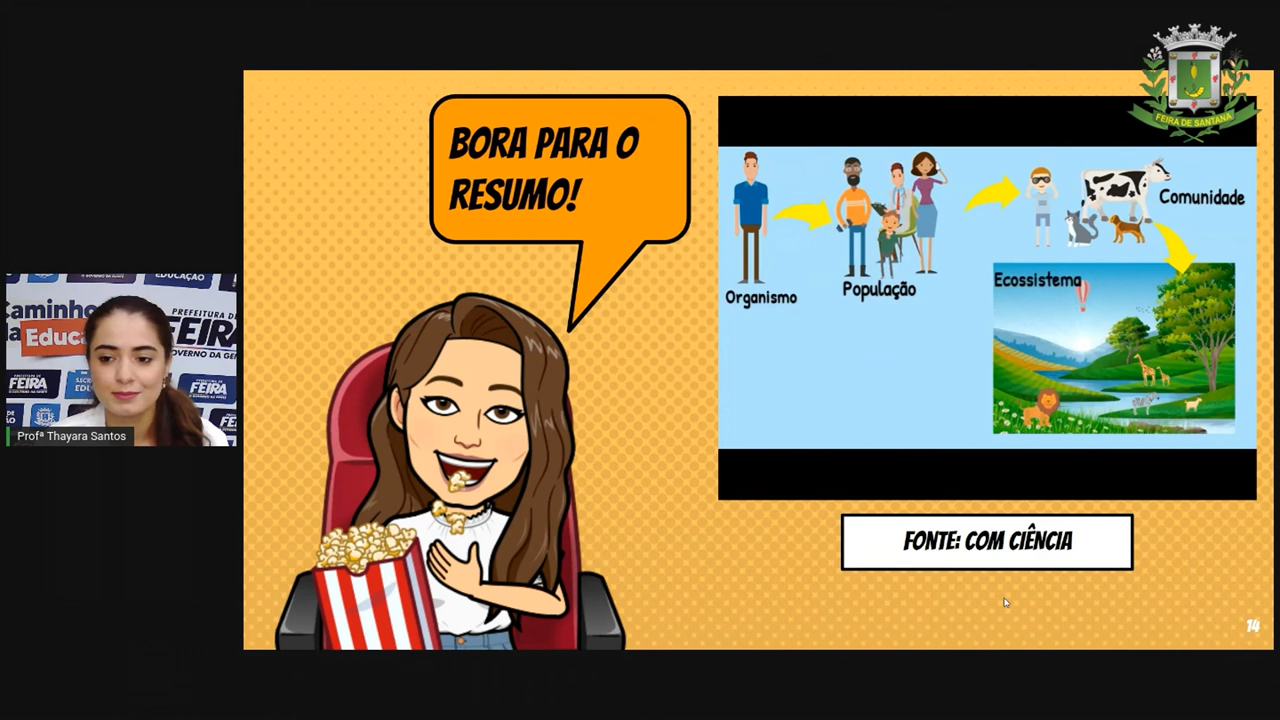 FEIRA DE SANTANA
BORA PARA O
RESUMO!
Comunidade
Organismo
População
Ecossistema
EDUCAÇÃO
Caminho
PREFEITURA DE
FEIRA
Educa
GOVERNO DA GEN
FEIRA
FEIRA
Profª Thayara Santos
FONTE: COM CIÊNCIA
14